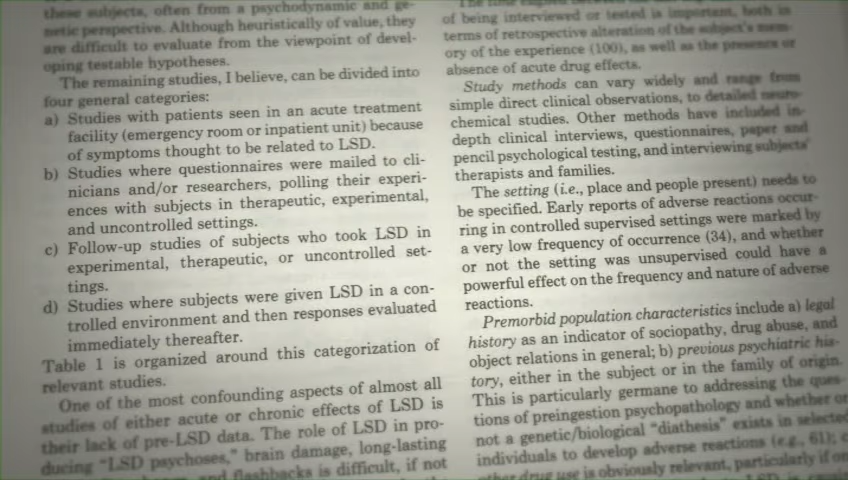 these subjects, often from a psychodynamic and ge-
netic perspective. Although heuristically of value, they
are difficult to evaluate from the viewpoint of devel-
oping testable hypotheses.
The remaining studies, I believe, can be divided into
four general categories:
a) Studies with patients seen in an acute treatment
facility (emergency room or inpatient unit) because
of symptoms thought to be related to LSD.
b) Studies where questionnaires were mailed to cli-
nicians and/or researchers, polling their experi-
ences with subjects in therapeutic, experimental,
and uncontrolled settings.
c) Follow-up studies of subjects who took LSD in
experimental, therapeutic, or uncontrolled set-
tings.
d) Studies where subjects were given LSD in a con-
trolled environment and then responses evaluated
immediately thereafter.
Table 1 is organized around this categorization of
relevant studies.
One of the most confounding aspects of almost all
studies of either acute or chronic effects of LSD is
their lack of pre-LSD data. The role of LSD in pro-
ducing "LSD psychoses," brain damage, long-lasting
and flashbacks is difficult, if not
of being interviewed or tested is important, both in
terms of retrospective alteration of the subject's mem-
ory of the experience (100), as well as the presence or
absence of acute drug effects.
Study methods can vary widely and range from
simple direct clinical observations, to detailed neuro-
chemical studies. Other methods have included in-
depth clinical interviews, questionnaires, paper and
pencil psychological testing, and interviewing subjects'
therapists and families.
The setting (i.e., place and people present) needs to
be specified. Early reports of adverse reactions occur-
ring in controlled supervised settings were marked by
a very low frequency of occurrence (34), and whether
or not the setting was unsupervised could have a
powerful effect on the frequency and nature of adverse
reactions.
Premorbid population characteristics include a) legal
history as an indicator of sociopathy, drug abuse, and
object relations in general; b) previous psychiatric his-
tory, either in the subject or in the family of origin.
This is particularly germane to addressing the ques-
tions of preingestion psychopathology and whether or
not a genetic/biological "diathesis" exists in selected
individuals to develop adverse reactions (e.g., 61); c
other drug use is obviously relevant, particularly if on